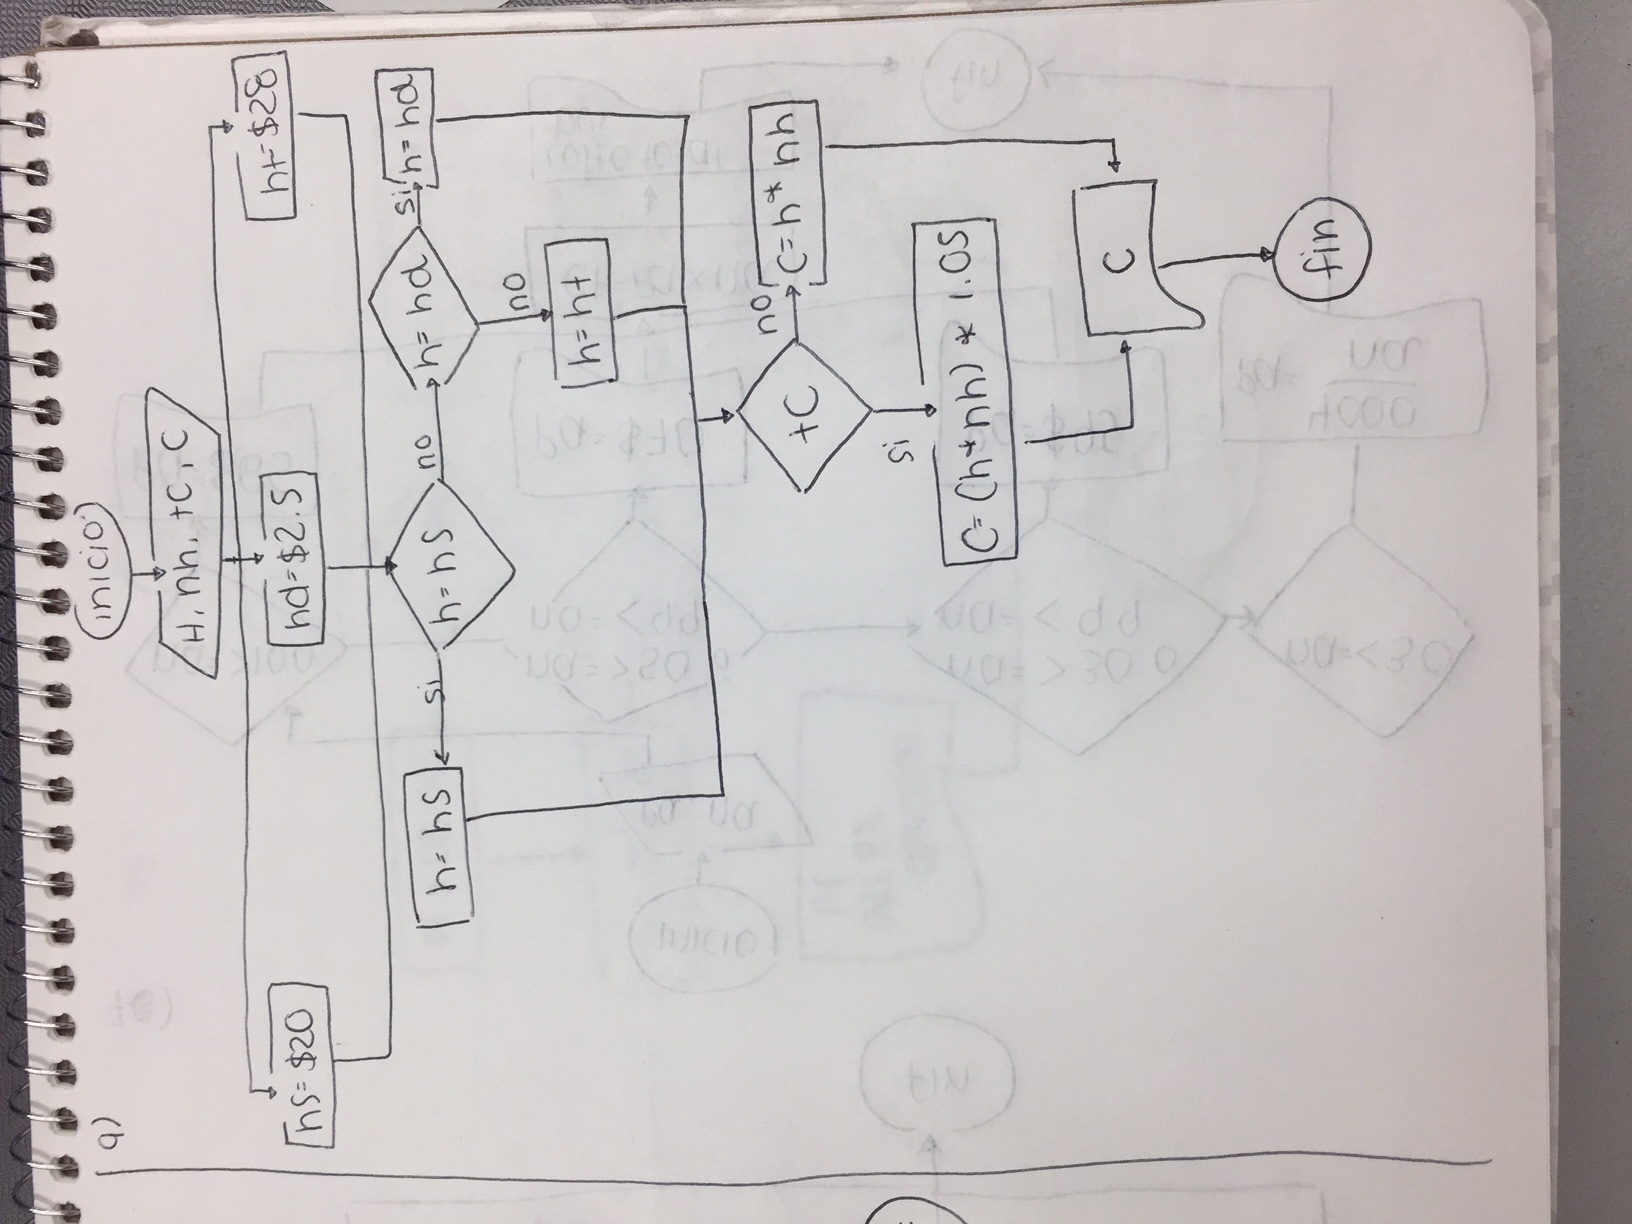 9)
inicio
H, nh, tC, C
hS=$20
hd=$2.5
ht=$28
h=hS
si
h=hS
no
h=hd
si
h=hd
no
h=ht
tC
no
C=h* nh
si
C=(h*nh) * 1.05
C
fin